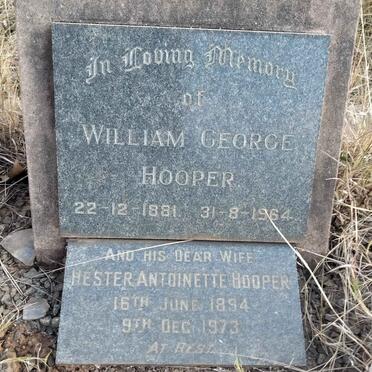 In Loving Memory
of
WILLIAM GEORGE
HOOPER
22-12-1881 31-8-1964
AND HIS DEAR WIFE
HESTER ANTOINETTE HOOPER
16TH JUNE 1894
9TH DEC 1973
AT REST